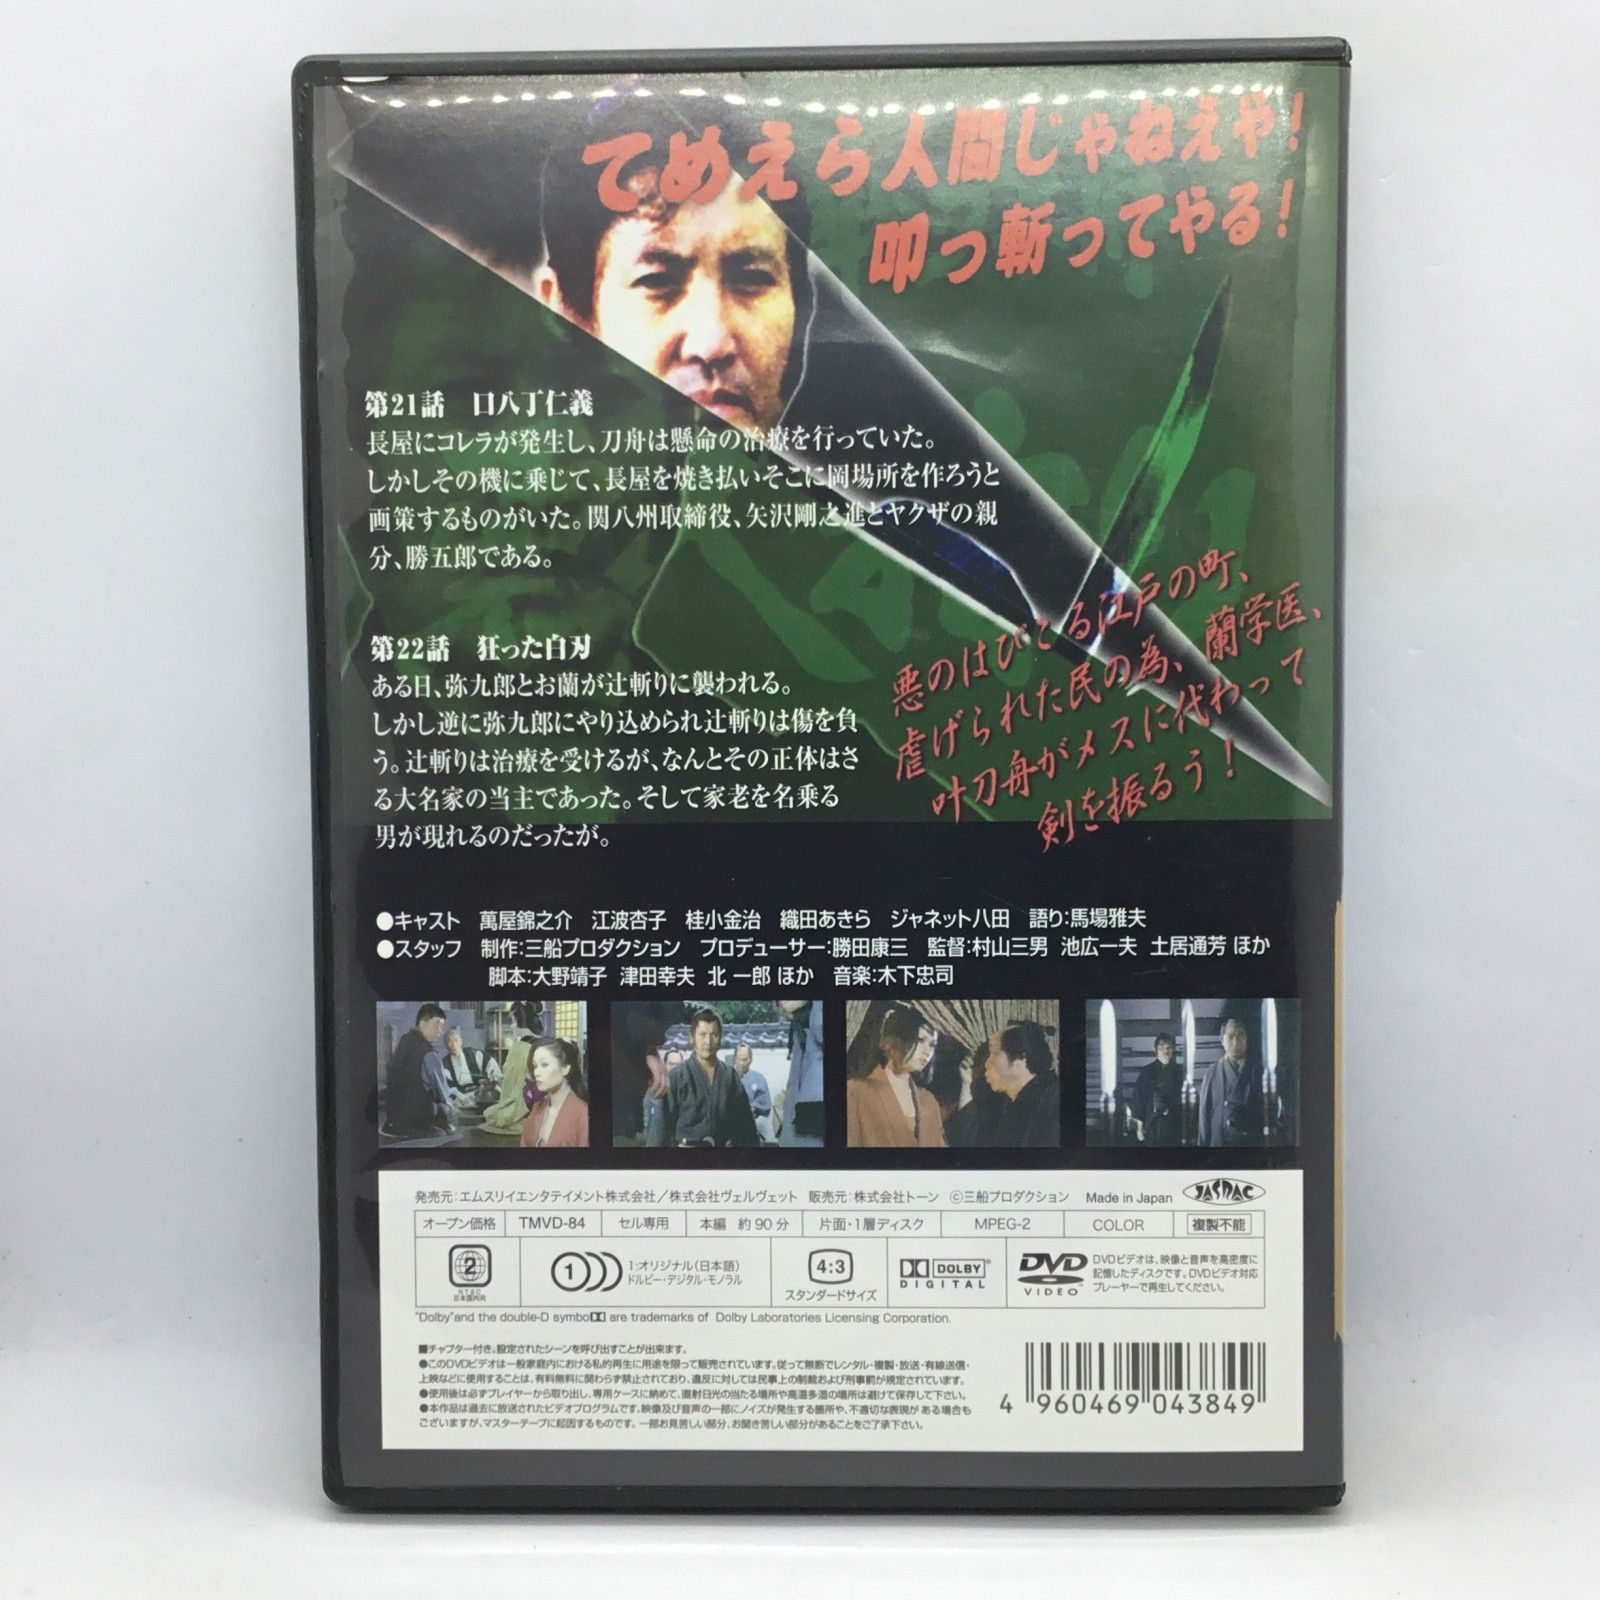 てめえら人間じゃねえや!
叩っ斬ってやる!
第21話 口八丁仁義
長屋にコレラが発生し、刀舟は懸命の治療を行っていた。
しかしその機に乗じて、長屋を焼き払いそこに岡場所を作ろうと
画策するものがいた。関八州取締役、矢沢剛之進とヤクザの親
分、勝五郎である。
第22話 狂った白刃
ある日、弥九郎とお蘭が辻斬りに襲われる。
しかし逆に弥九郎にやり込められ辻斬りは傷を負
う。辻斬りは治療を受けるが、なんとその正体はさ
る大名家の当主であった。そして家老を名乗る
男が現れるのだったが。
悪のはびこる江戸の町、
虐げられた民の為、蘭学医、
叶刀舟がメスに代わって
剣を振るう!
●キャスト 萬屋錦之介 江波杏子 桂小金治 織田あきら ジャネット八田 語り:馬場雅夫
●スタッフ 制作:三船プロダクション プロデューサー:勝田康三 監督:村山三男 池広一夫 土居通芳 ほか
脚本:大野靖子 津田幸夫 北 一郎 ほか 音楽:木下忠司
発売元:エムスリイエンタテイメント株式会社/株式会社ヴェルヴェット 販売元:株式会社トーン ©三船プロダクション Made in Japan JASRAC
オープン価格 TMVD-84 セル専用 本編 約90分 片面・1層ディスク MPEG-2 COLOR 複製不能
2 NTSC 日本国内向
1 1:オリジナル(日本語)
ドルビー・デジタル・モノラル
4:3
スタンダードサイズ
DOLBY
DIGITAL
DVD
VIDEO
DVDビデオは、映像と音声を高密度に
記憶したディスクです。DVDビデオ対応
プレーヤーで再生してください。
"Dolby"and the double-D symbol are trademarks of Dolby Laboratories Licensing Corporation.
■チャプター付き。設定されたシーンを呼び出すことが出来ます。
●このDVDビデオは一般家庭内における私的再生に用途を限って販売されています。従って無断でレンタル・複製・放送・有線送信・
上映などに使用することは、有料無料に関わらず禁止されており、違反に対しては民事上の制裁および刑事罰が規定されています。
●使用後は必ずプレイヤーから取り出し、専用ケースに納めて、直射日光の当たる場所や高温多湿の場所は避けて保存して下さい。
●本作品は過去に放送されたビデオプログラムです。映像及び音声の一部にノイズが発生する箇所や、不適切な表現がある場合も
ございますが、マスターテープに起因するものです。一部お見苦しい部分、お聞き苦しい部分があることをご了承下さい。
4 960469 043849